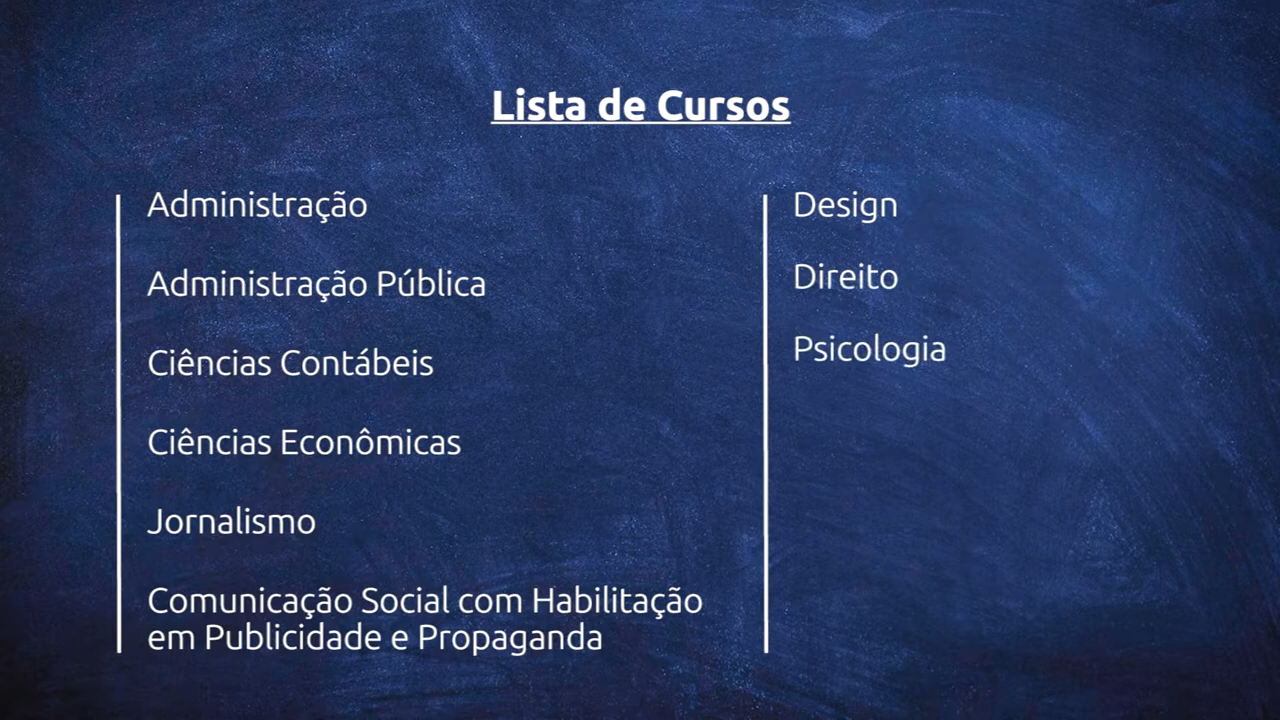 Lista de Cursos
Administração
Administração Pública
Ciências Contábeis
Ciências Econômicas
Jornalismo
Comunicação Social com Habilitação
em Publicidade e Propaganda
Design
Direito
Psicologia